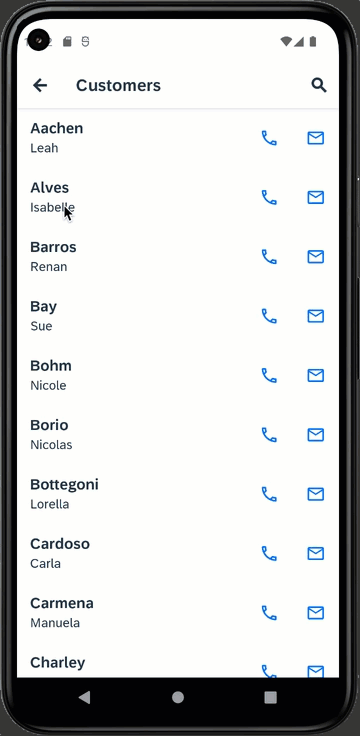 Customers
Aachen
Leah
Alves
Isabelle
Barros
Renan
Bay
Sue
Bohm
Nicole
Borio
Nicolas
Bottegoni
Lorella
Cardoso
Carla
Carmena
Manuela
Charley